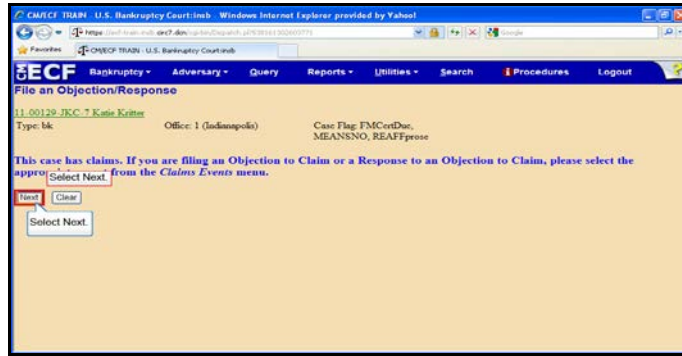 CM/ECF TRAIN - U.S. Bankruptcy Court:insb - Windows Internet Explorer provided by Yahoo!
Google
Favorites CM/ECF TRAIN - U.S. Bankruptcy Court:insb
ECF Bankruptcy Adversary Query Reports Utilities Search Procedures Logout
File an Objection/Response
11-00129-JKC-7 Katie Kritter
Type: bk Office: 1 (Indianapolis) Case Flag: FMCertDue,
MEANSNO, REAFFprose
This case has claims. If you are filing an Objection to Claim or a Response to an Objection to Claim, please select the
from the Claims Events menu.
Select Next.
Next Clear
Select Next.